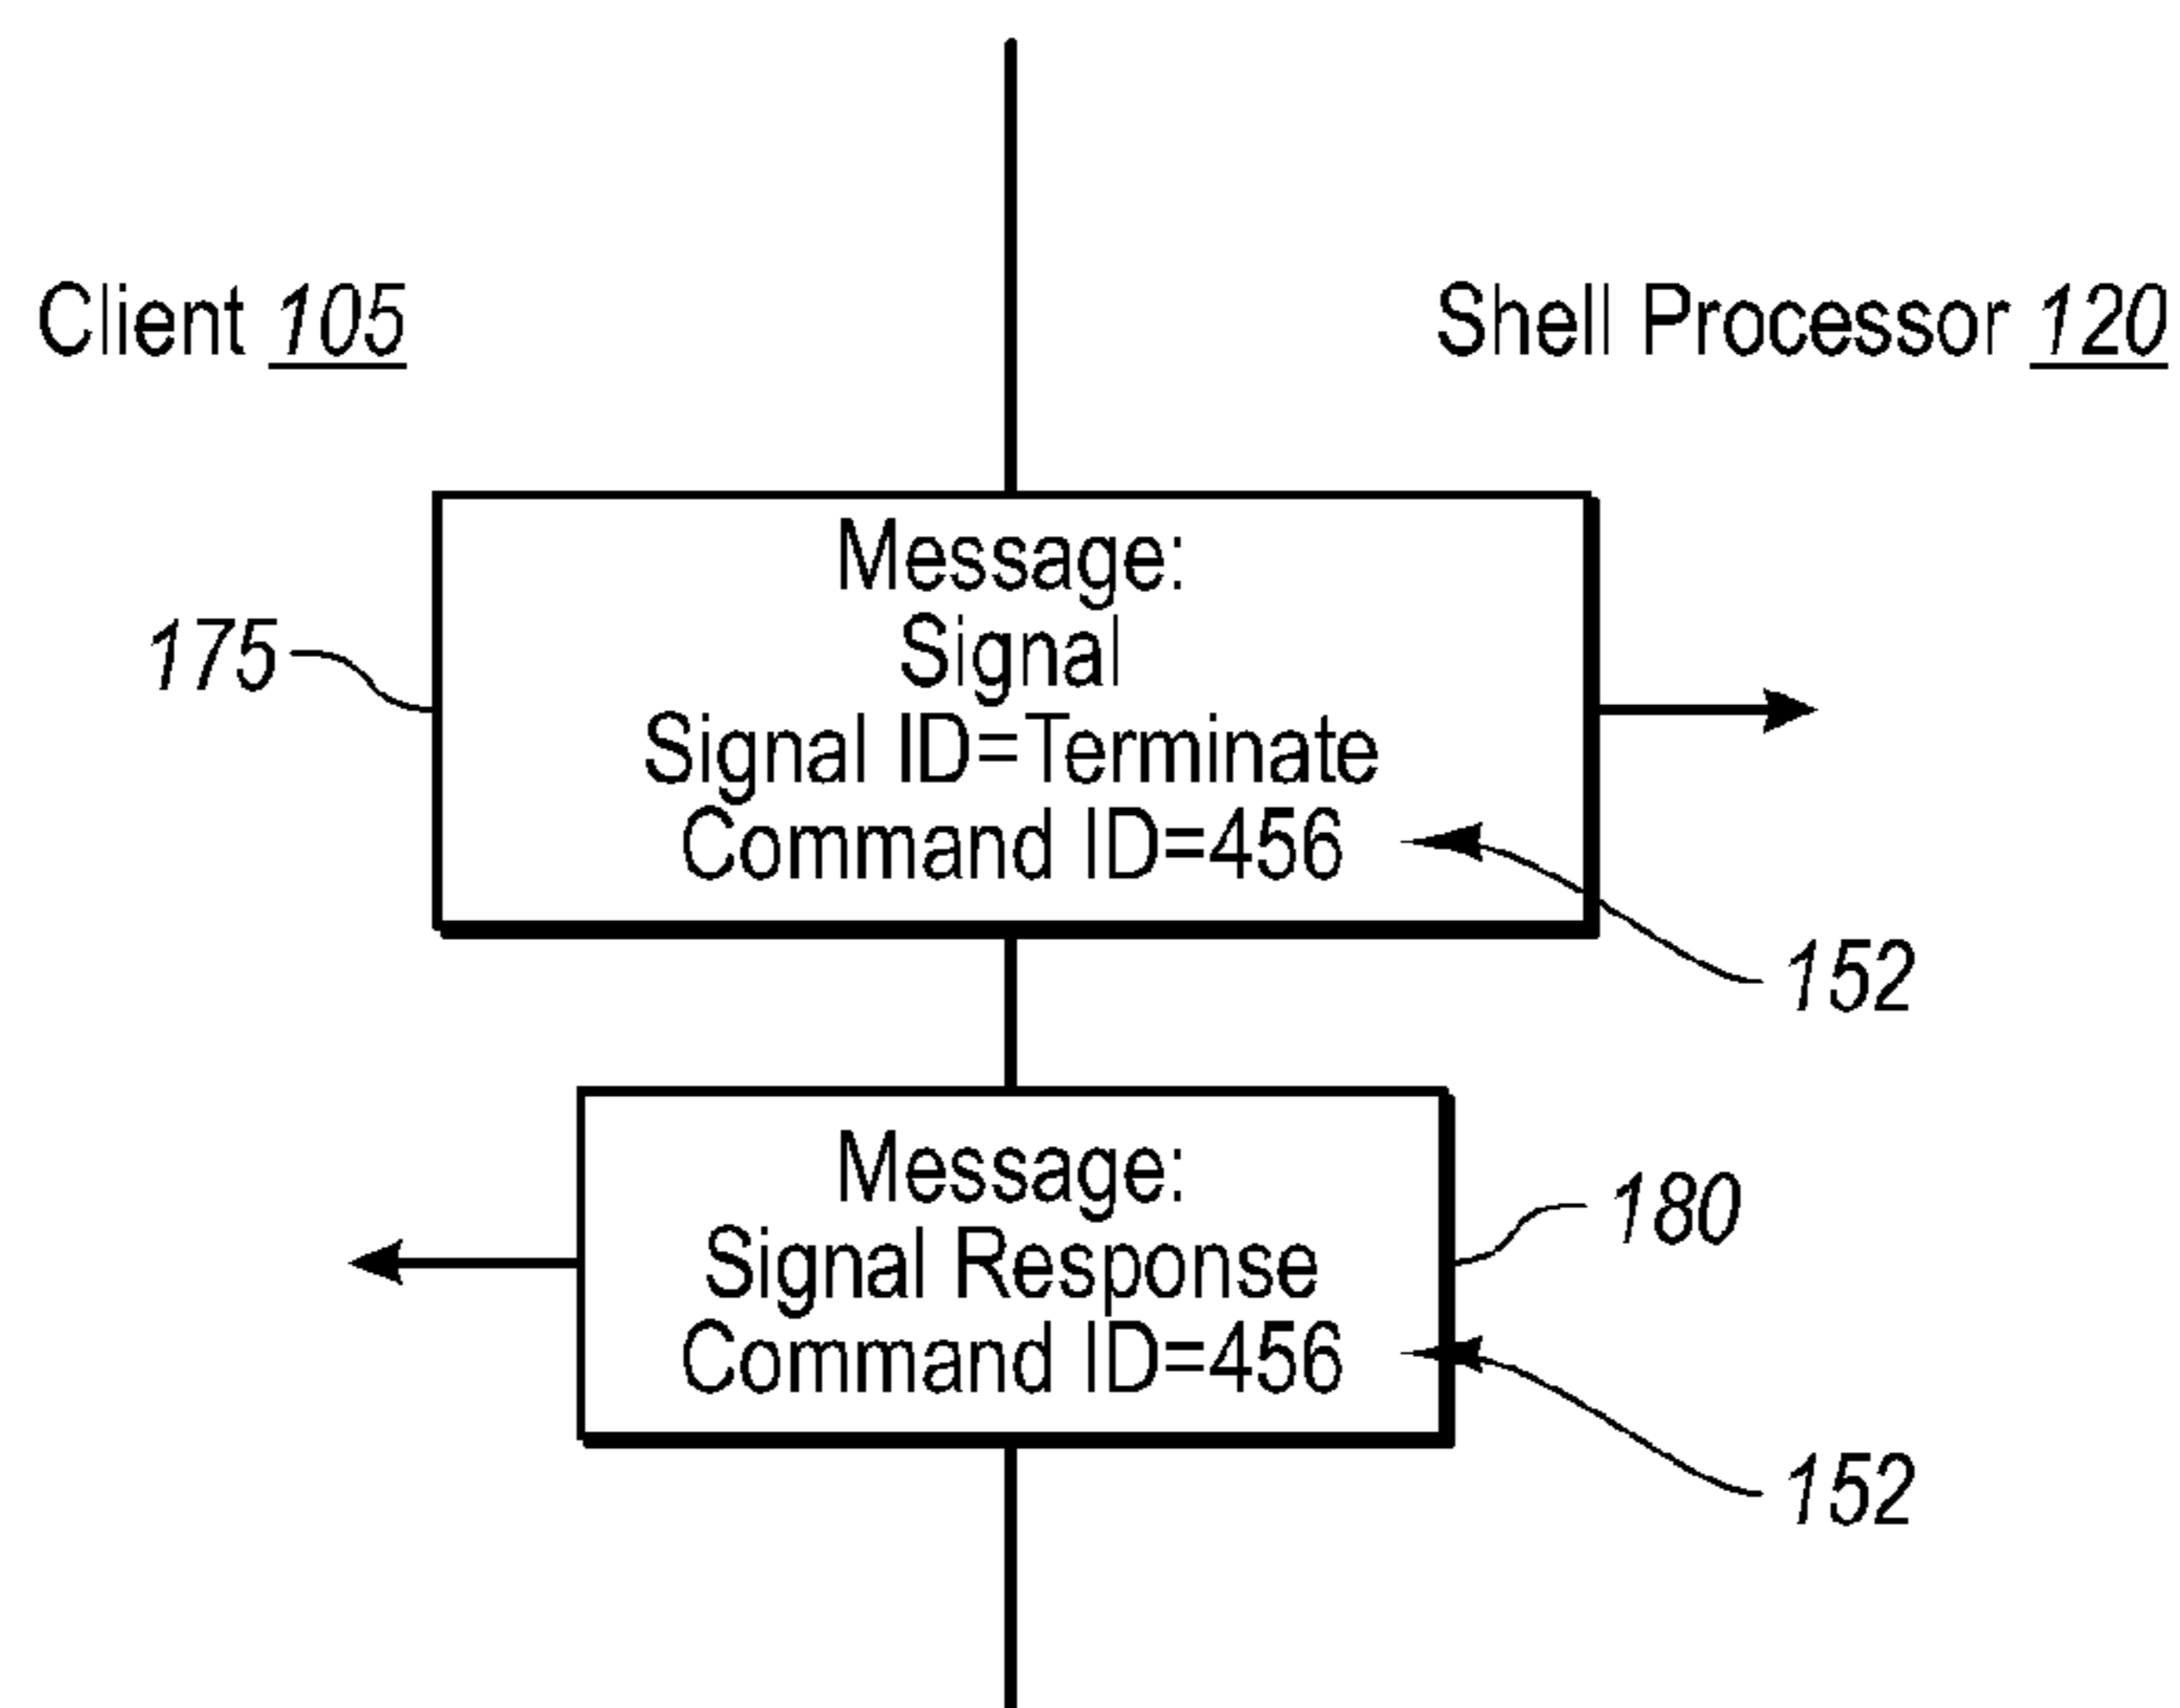 Client 105
Shell Processor 120
Message:
Signal
Signal ID=Terminate
Command ID=456
175
152
Message:
Signal Response
Command ID=456
180
152